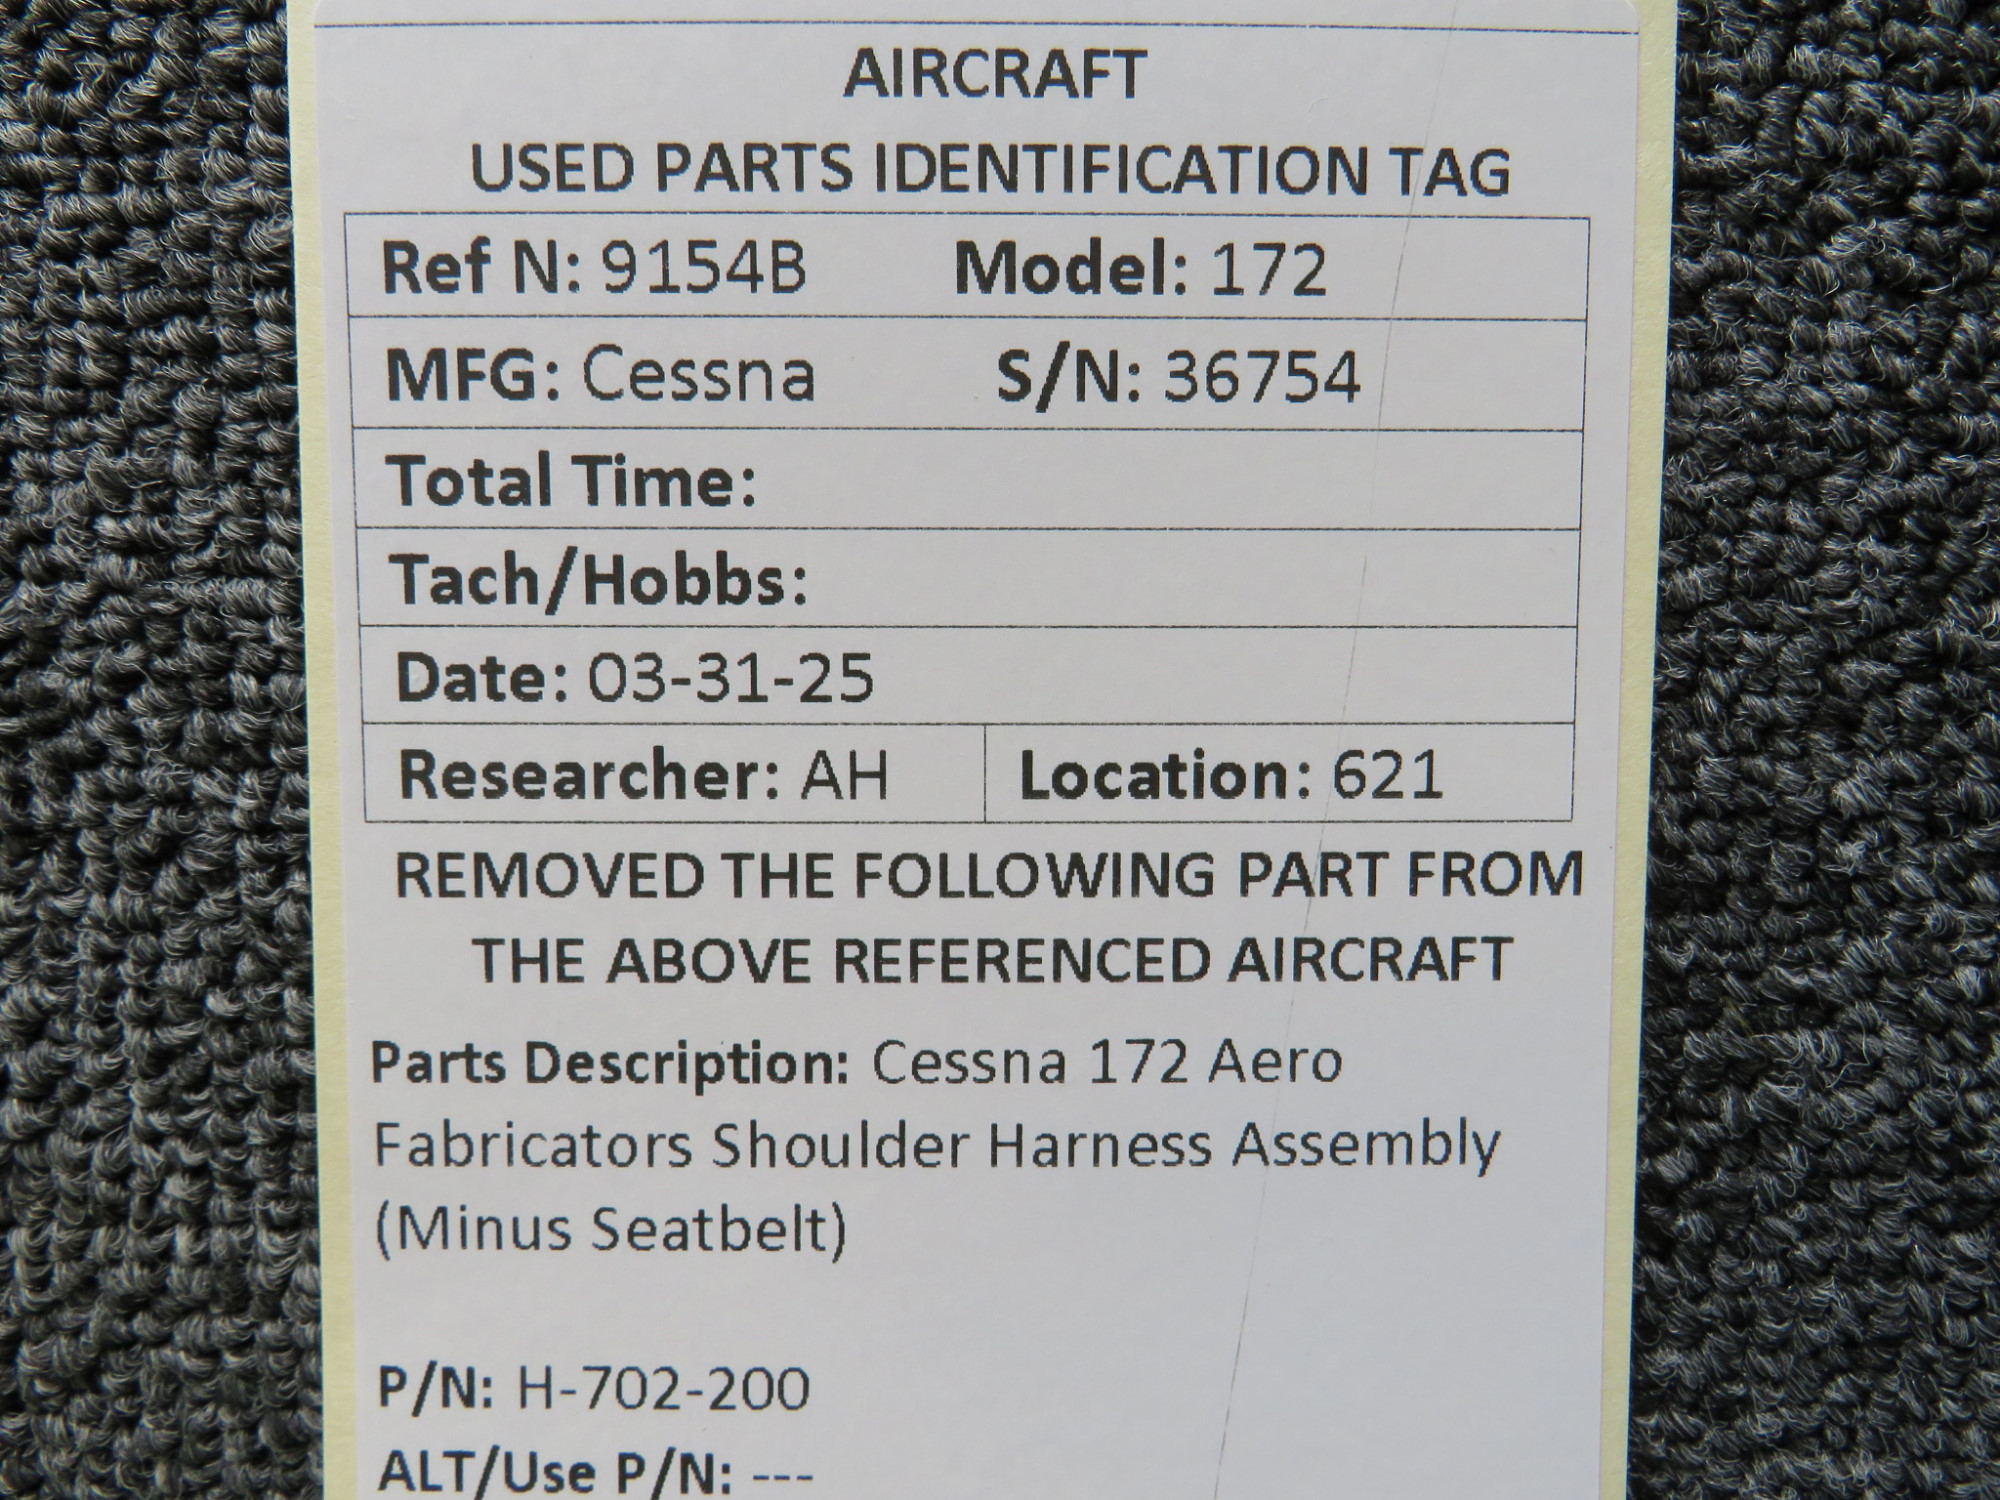 AIRCRAFT
USED PARTS IDENTIFICATION TAG
Ref N: 9154B Model: 172
MFG: Cessna S/N: 36754
Total Time:
Tach/Hobbs:
Date: 03-31-25
Researcher: AH Location: 621
REMOVED THE FOLLOWING PART FROM
THE ABOVE REFERENCED AIRCRAFT
Parts Description: Cessna 172 Aero
Fabricators Shoulder Harness Assembly
(Minus Seatbelt)
P/N: H-702-200
ALT/Use P/N: ---